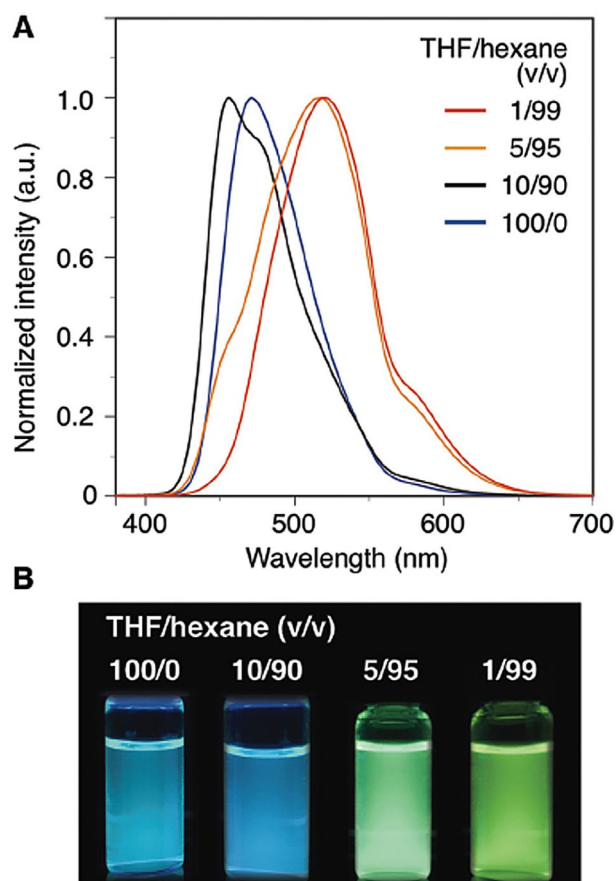 A
THF/hexane
(v/v)
1/99
5/95
10/90
100/0
1.0
0.8
0.6
0.4
0.2
0
Normalized intensity (a.u.)
400
500
600
700
Wavelength (nm)
B
THF/hexane (v/v)
100/0 10/90 5/95 1/99